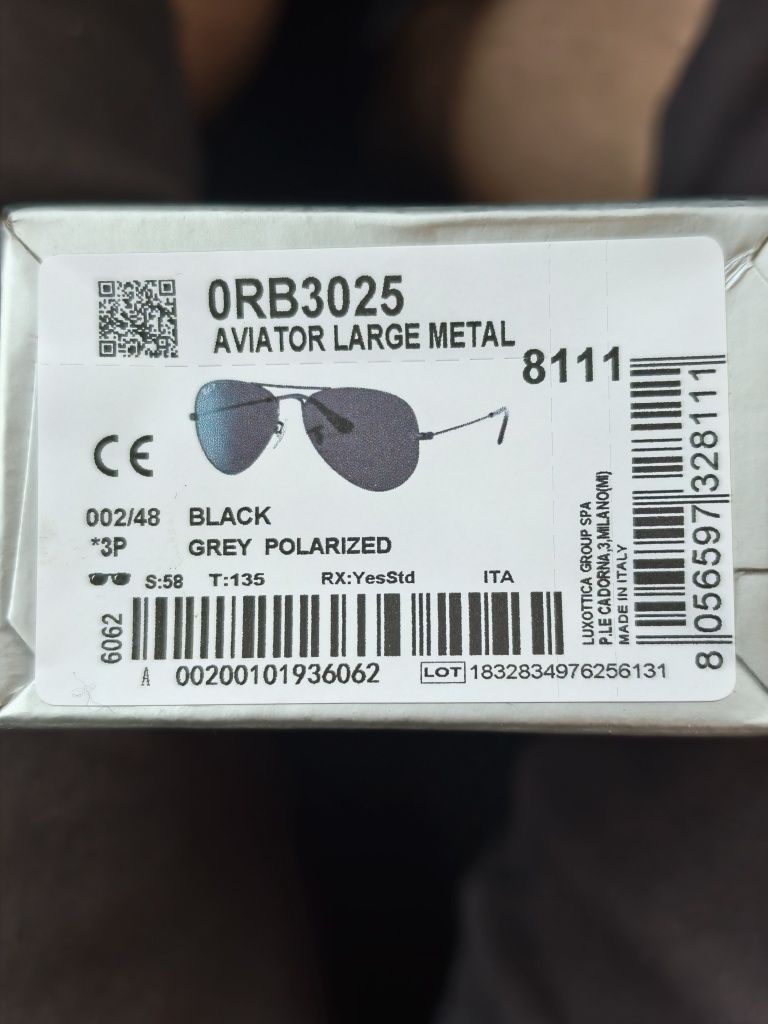 0RB3025
AVIATOR LARGE METAL
8111
CE
002/48 BLACK
*3P GREY POLARIZED
S:58 T:135 RX:YesStd ITA
6062
A 00200101936062
LOT 1832834976256131
LUXOTTICA GROUP SPA
P.LE CADORNA,3,MILANO(MI)
MADE IN ITALY
8 056597 328111